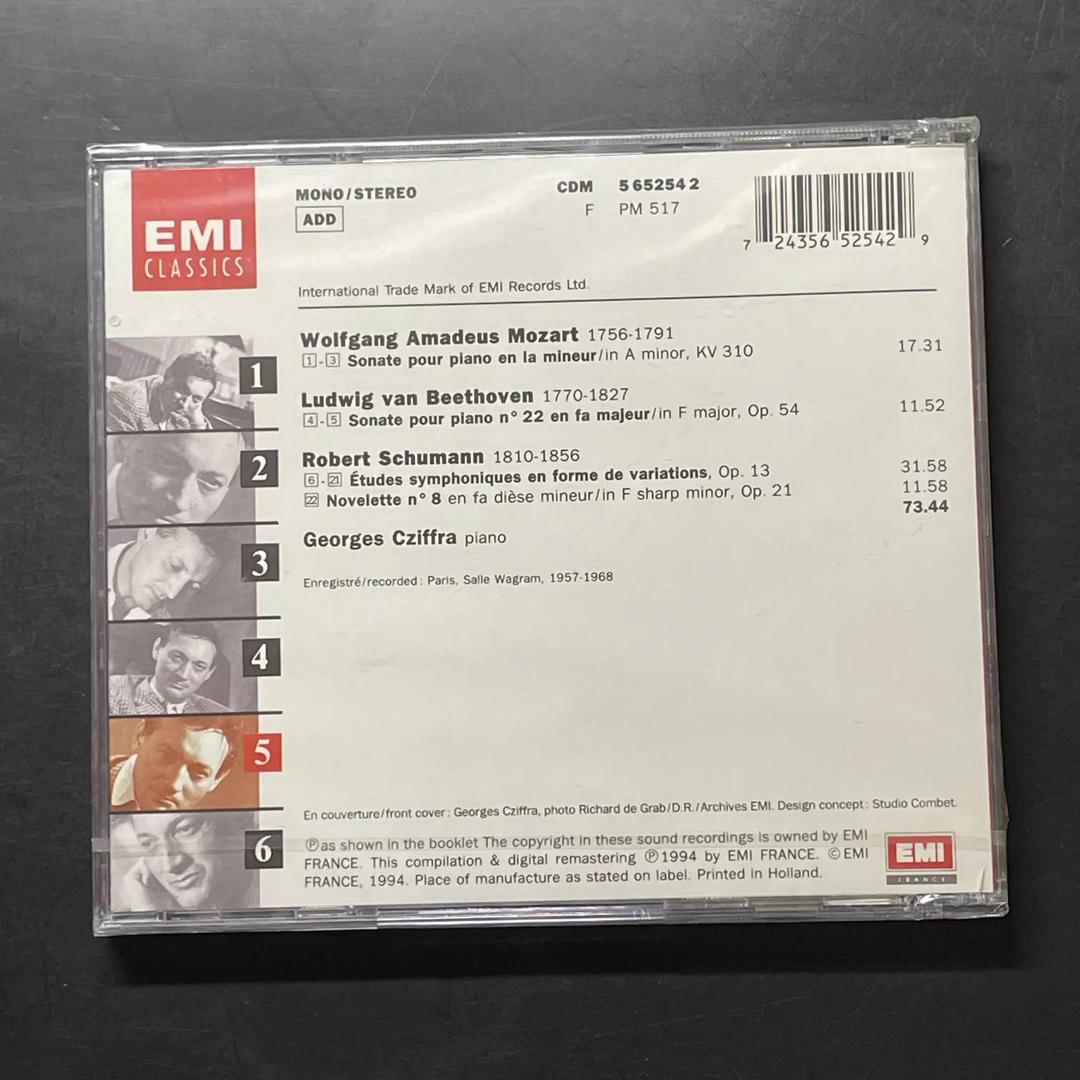 EMI
CLASSICS
MONO/STEREO
ADD
CDM 5 65254 2
F PM 517
7 24356 52542 9
International Trade Mark of EMI Records Ltd.
Wolfgang Amadeus Mozart 1756-1791
1-3 Sonate pour piano en la mineur/in A minor, KV 310 17.31
Ludwig van Beethoven 1770-1827
4-5 Sonate pour piano n° 22 en fa majeur/in F major, Op. 54 11.52
Robert Schumann 1810-1856
6-21 Études symphoniques en forme de variations, Op. 13 31.58
22 Novelette n° 8 en fa dièse mineur/in F sharp minor, Op. 21 11.58
73.44
Georges Cziffra piano
Enregistré/recorded : Paris, Salle Wagram, 1957-1968
1
2
3
4
5
6
En couverture/front cover : Georges Cziffra, photo Richard de Grab/D.R./Archives EMI. Design concept : Studio Combet.
℗as shown in the booklet The copyright in these sound recordings is owned by EMI
FRANCE. This compilation & digital remastering ℗1994 by EMI FRANCE. ©EMI
FRANCE, 1994. Place of manufacture as stated on label. Printed in Holland.
EMI
FRANCE